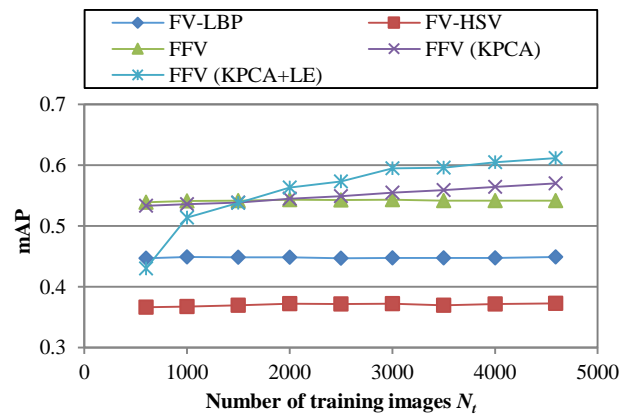 FV-LBP FV-HSV
FFV FFV (KPCA)
FFV (KPCA+LE)
0.7
0.6
0.5
0.4
0.3
mAP
0 1000 2000 3000 4000 5000
Number of training images Nt